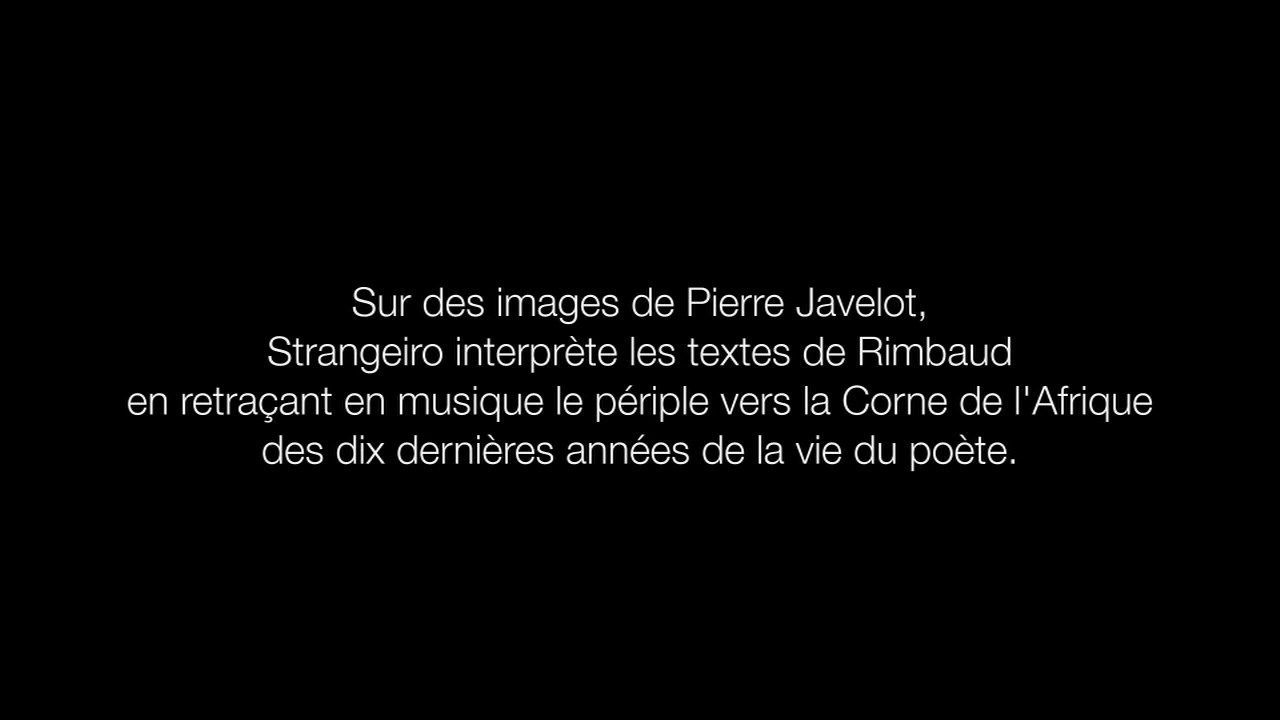 Sur des images de Pierre Javelot,
Strangeiro interprète les textes de Rimbaud
en retraçant en musique le périple vers la Corne de l'Afrique
des dix dernières années de la vie du poète.